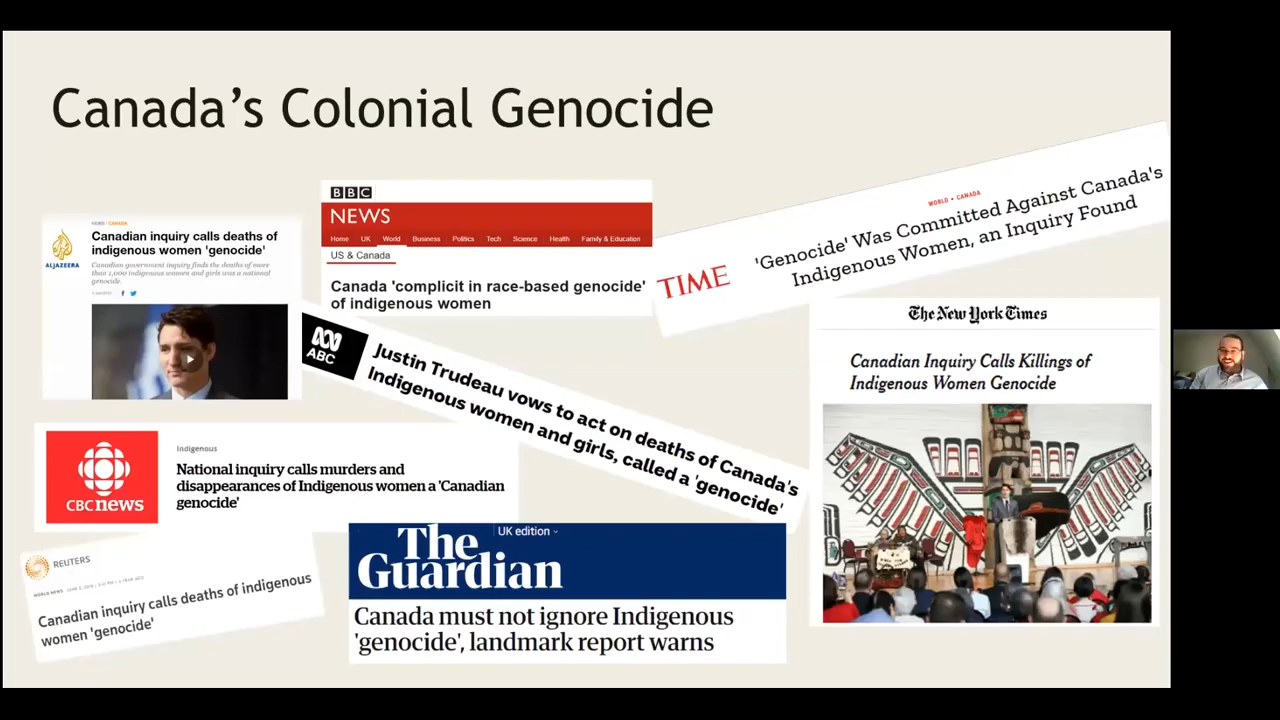 Canada's Colonial Genocide
NEWS / CANADA
ALJAZEERA
Canadian inquiry calls deaths of
indigenous women 'genocide'
Canadian government inquiry finds the deaths of more
than 1,000 indigenous women and girls was a national
genocide.
BBC
NEWS
Home UK World Business Politics Tech Science Health Family & Education
US & Canada
Canada 'complicit in race-based genocide'
of indigenous women
TIME
WORLD • CANADA
'Genocide' Was Committed Against Canada's
Indigenous Women, an Inquiry Found
ABC
Justin Trudeau vows to act on deaths of Canada's
Indigenous women and girls, called a 'genocide'
The New York Times
Canadian Inquiry Calls Killings of
Indigenous Women Genocide
CBC news
Indigenous
National inquiry calls murders and
disappearances of Indigenous women a 'Canadian
genocide'
REUTERS
WORLD NEWS
Canadian inquiry calls deaths of indigenous
women 'genocide'
The
Guardian
UK edition
Canada must not ignore Indigenous
'genocide', landmark report warns